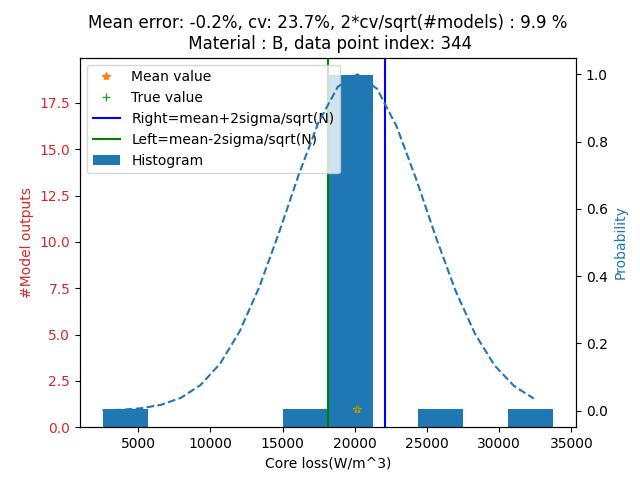 Mean error: -0.2%, cv: 23.7%, 2*cv/sqrt(#models) : 9.9 %
Material : B, data point index: 344
Mean value
True value
Right=mean+2sigma/sqrt(N)
Left=mean-2sigma/sqrt(N)
Histogram
#Model outputs
17.5
15.0
12.5
10.0
7.5
5.0
2.5
0.0
1.0
0.8
0.6
0.4
0.2
0.0
Probability
5000 10000 15000 20000 25000 30000 35000
Core loss(W/m^3)